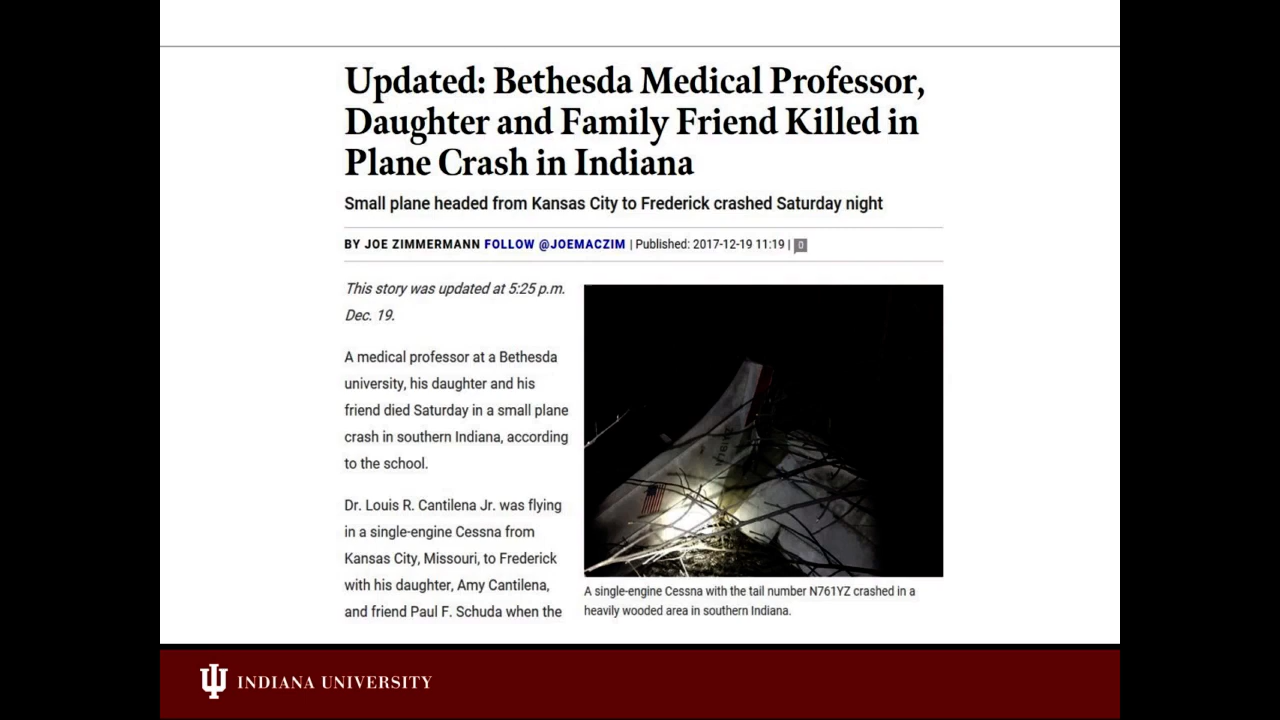 Updated: Bethesda Medical Professor,
Daughter and Family Friend Killed in
Plane Crash in Indiana
Small plane headed from Kansas City to Frederick crashed Saturday night
BY JOE ZIMMERMANN FOLLOW @JOEMACZIM | Published: 2017-12-19 11:19 | 0
This story was updated at 5:25 p.m.
Dec. 19.
A medical professor at a Bethesda
university, his daughter and his
friend died Saturday in a small plane
crash in southern Indiana, according
to the school.
Dr. Louis R. Cantilena Jr. was flying
in a single-engine Cessna from
Kansas City, Missouri, to Frederick
with his daughter, Amy Cantilena,
and friend Paul F. Schuda when the
A single-engine Cessna with the tail number N761YZ crashed in a
heavily wooded area in southern Indiana.
INDIANA UNIVERSITY